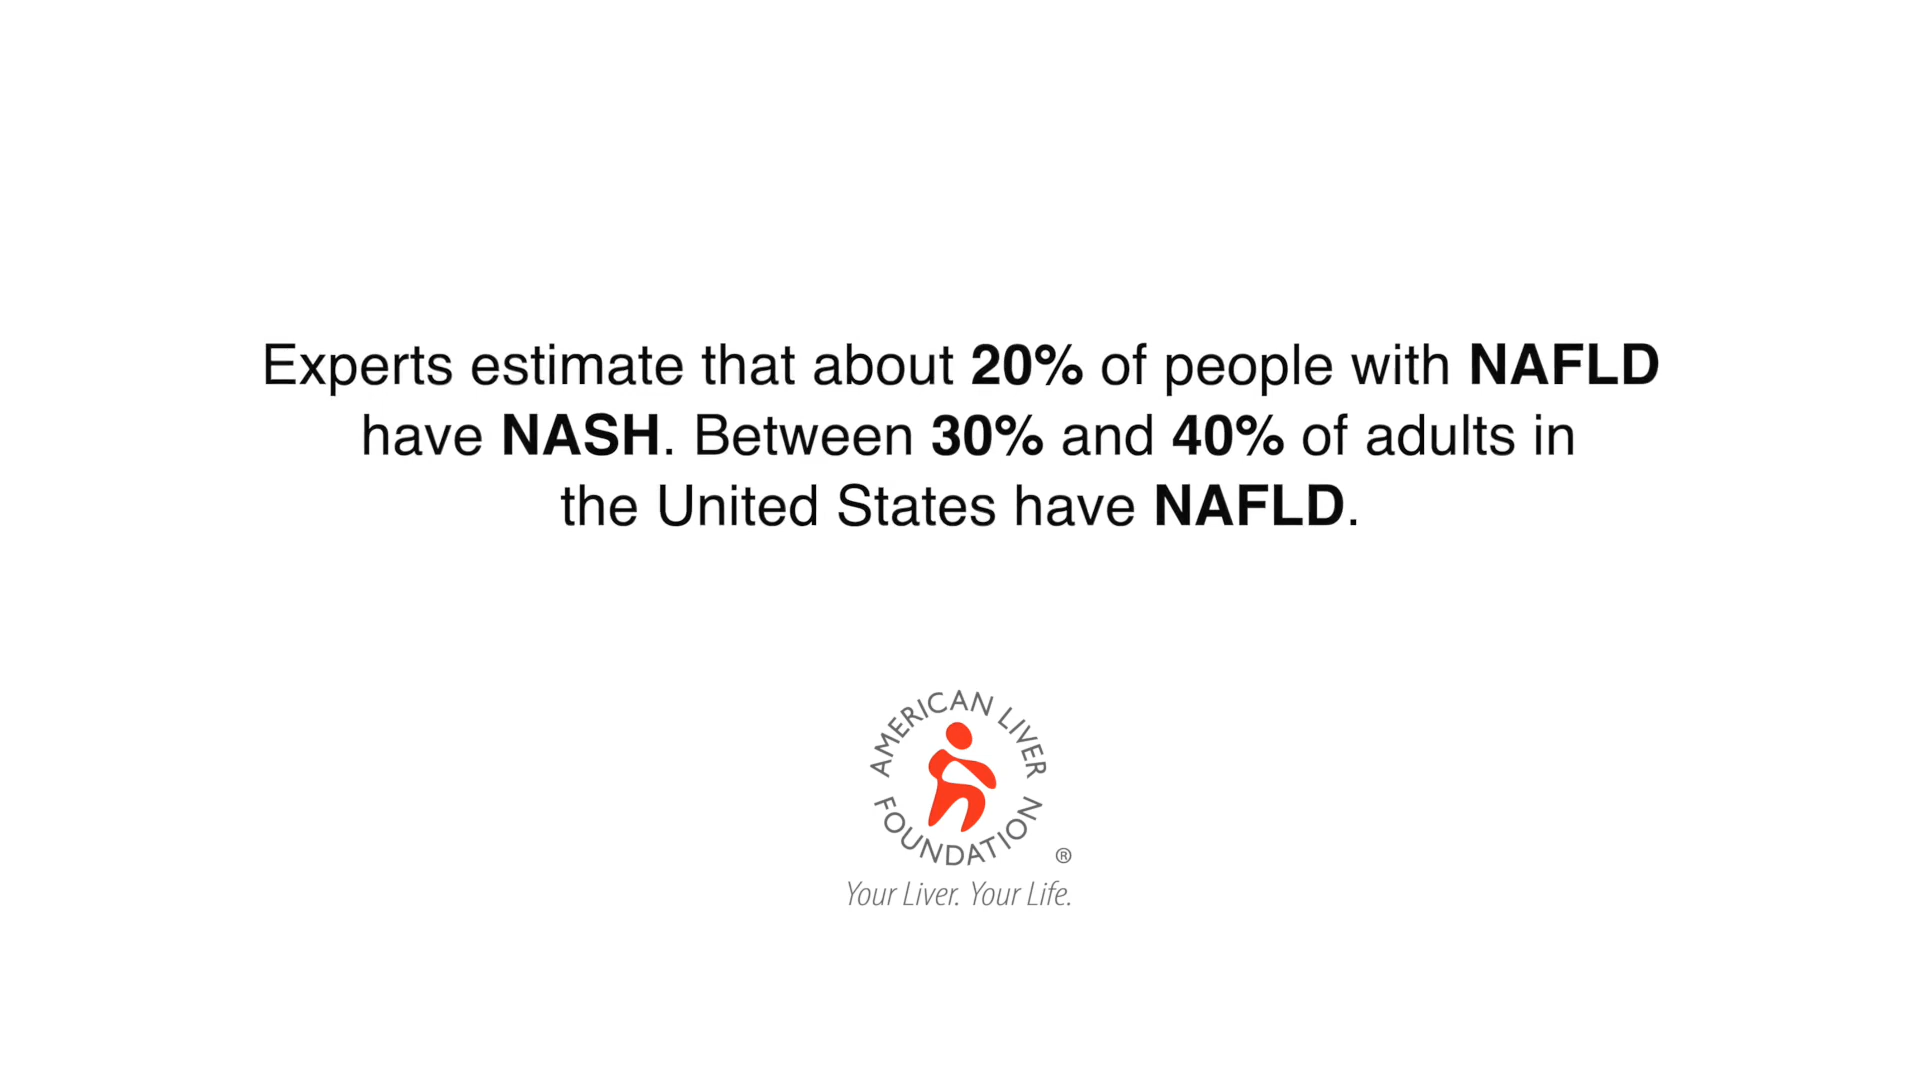 Experts estimate that about 20% of people with NAFLD
have NASH. Between 30% and 40% of adults in
the United States have NAFLD.
AMERICAN LIVER
FOUNDATION
®
Your Liver. Your Life.